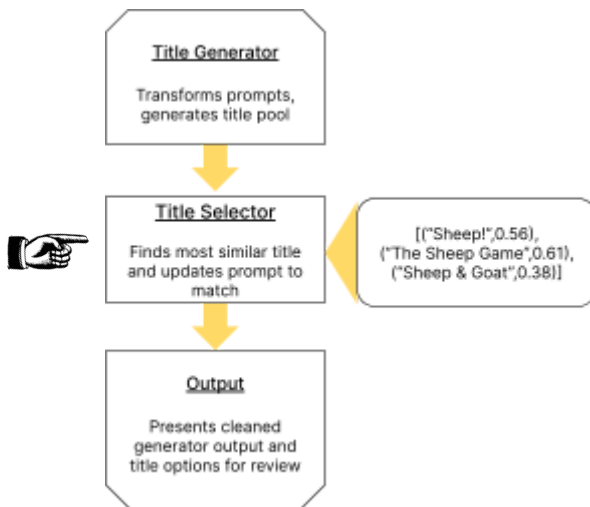 Title Generator
Transforms prompts,
generates title pool
Title Selector
Finds most similar title
and updates prompt to
match
[("Sheep!",0.56),
("The Sheep Game",0.61),
("Sheep & Goat",0.38)]
Output
Presents cleaned
generator output and
title options for review